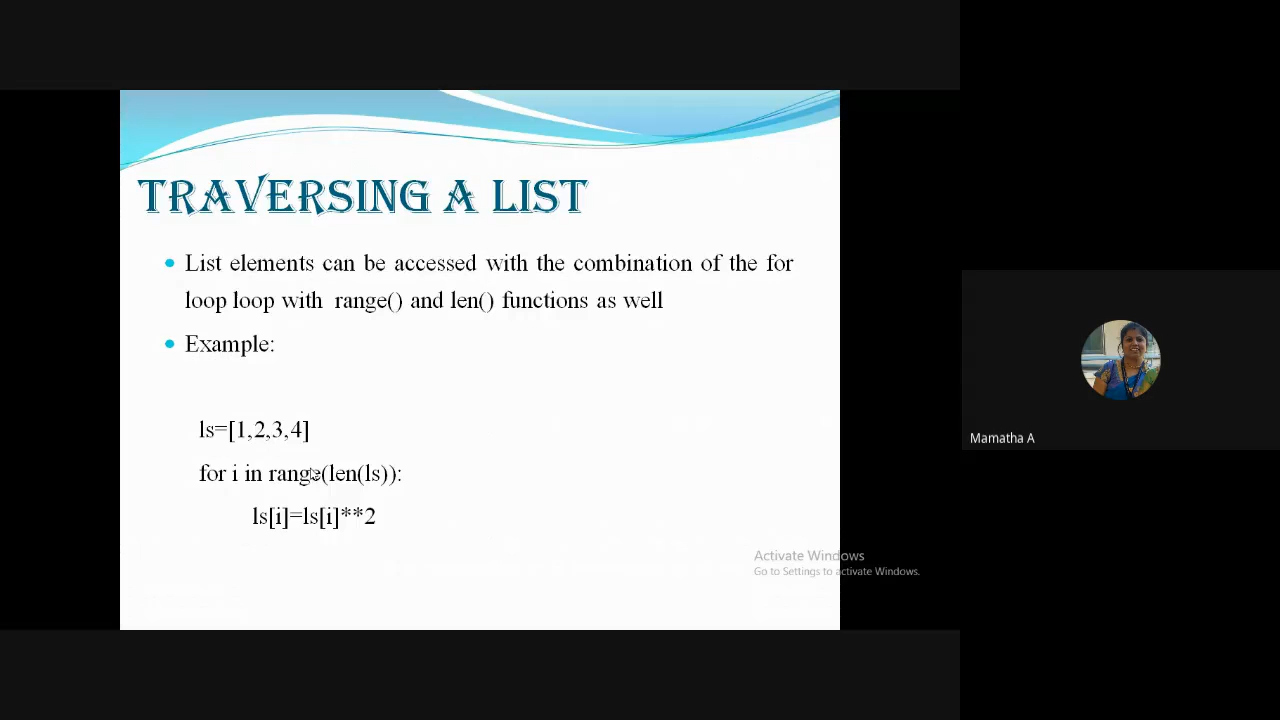 TRAVERSING A LIST
List elements can be accessed with the combination of the for
loop loop with range() and len() functions as well
Example:
ls=[1,2,3,4]
for i in range(len(ls)):
ls[i]=ls[i]**2
Activate Windows
Go to Settings to activate Windows.
Mamatha A